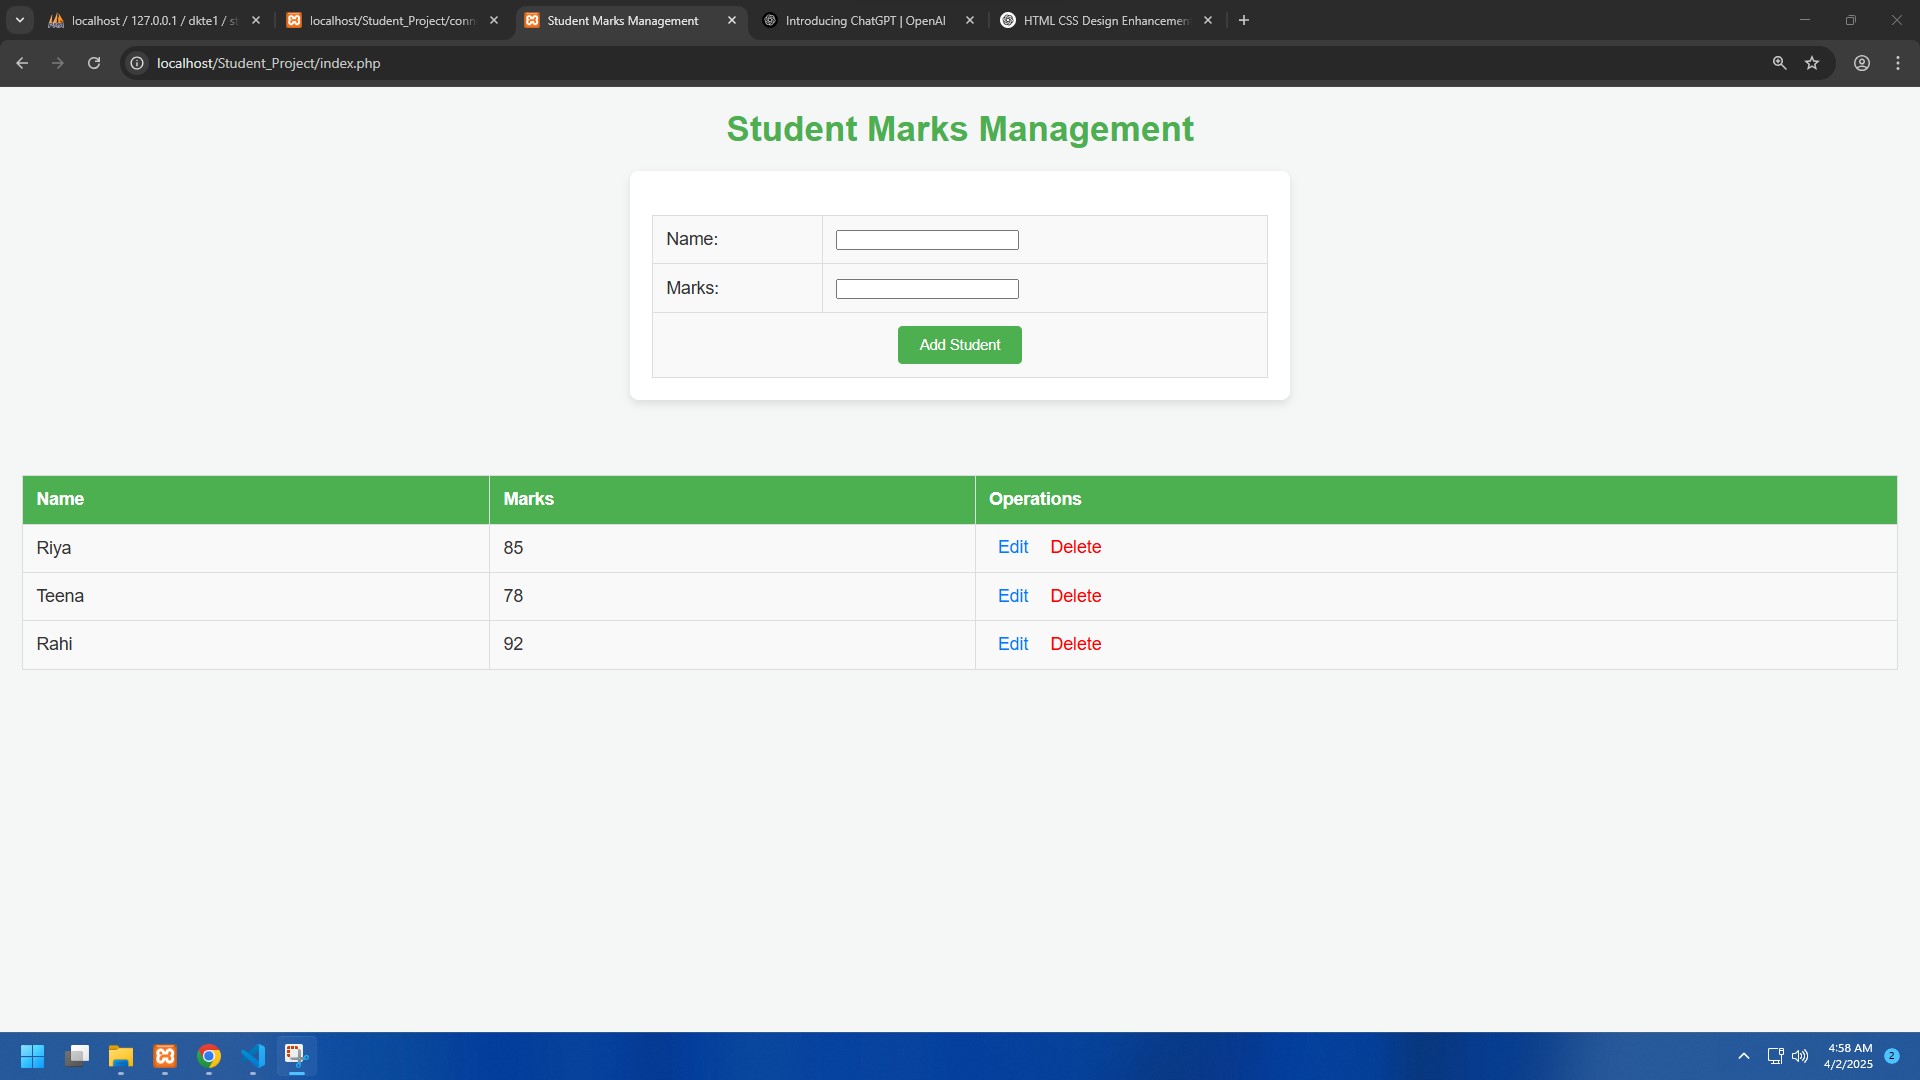 localhost / 127.0.0.1 / dkte1 / st
localhost/Student_Project/conn
Student Marks Management
Introducing ChatGPT | OpenAI
HTML CSS Design Enhancement
localhost/Student_Project/index.php
Student Marks Management
Name:
Marks:
Add Student
Name Marks Operations
Riya 85 Edit Delete
Teena 78 Edit Delete
Rahi 92 Edit Delete
4:58 AM
4/2/2025
2